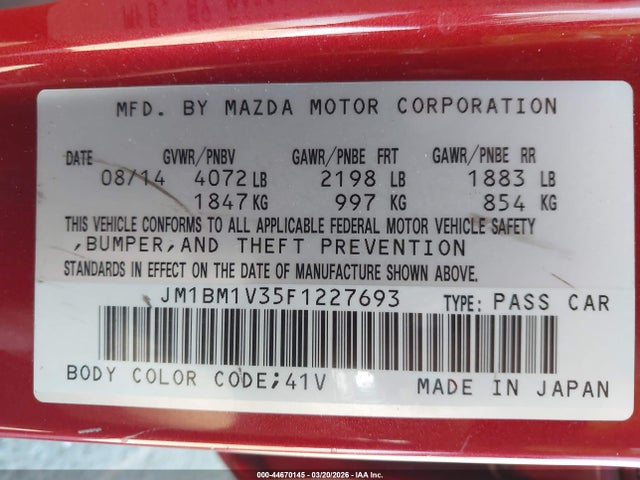 MFD. BY MAZDA MOTOR CORPORATION
DATE GVWR/PNBV GAWR/PNBE FRT GAWR/PNBE RR
08/14 4072 LB 2198 LB 1883 LB
1847 KG 997 KG 854 KG
THIS VEHICLE CONFORMS TO ALL APPLICABLE FEDERAL MOTOR VEHICLE SAFETY
,BUMPER,AND THEFT PREVENTION
STANDARDS IN EFFECT ON THE DATE OF MANUFACTURE SHOWN ABOVE.
JM1BM1V35F1227693 TYPE: PASS CAR
BODY COLOR CODE;41V MADE IN JAPAN
000-44670145 - 03/20/2026 - IAA Inc.